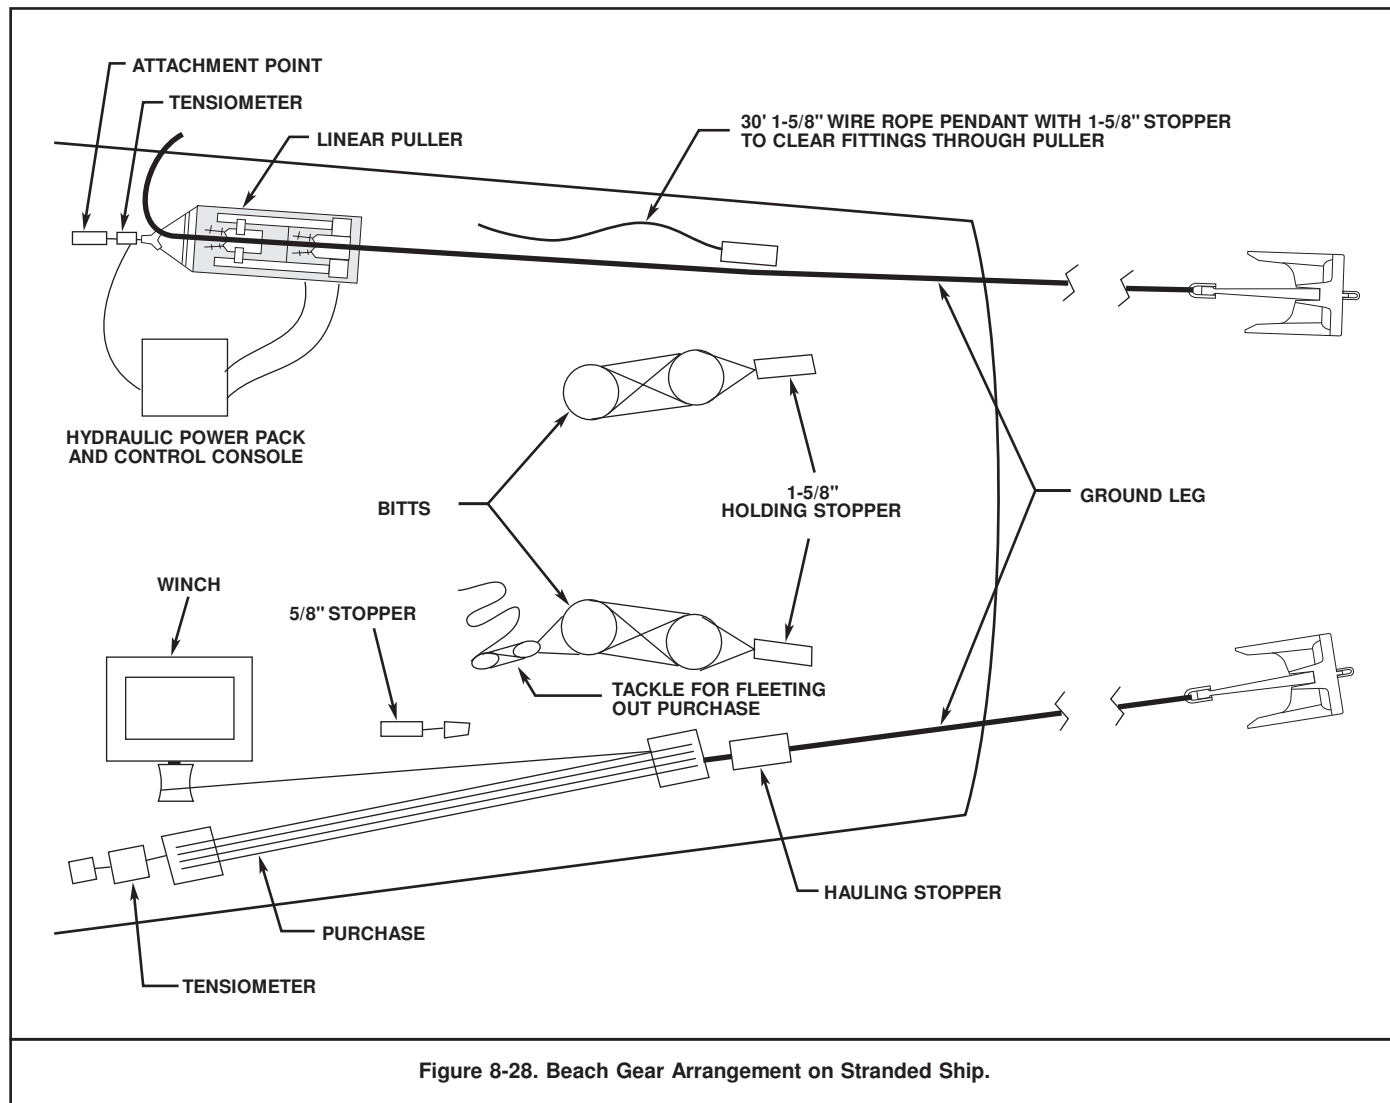 ATTACHMENT POINT
TENSIOMETER
LINEAR PULLER
30' 1-5/8" WIRE ROPE PENDANT WITH 1-5/8" STOPPER
TO CLEAR FITTINGS THROUGH PULLER
HYDRAULIC POWER PACK
AND CONTROL CONSOLE
BITTS
1-5/8"
HOLDING STOPPER
GROUND LEG
WINCH
5/8" STOPPER
TACKLE FOR FLEETING
OUT PURCHASE
HAULING STOPPER
PURCHASE
TENSIOMETER
Figure 8-28. Beach Gear Arrangement on Stranded Ship.